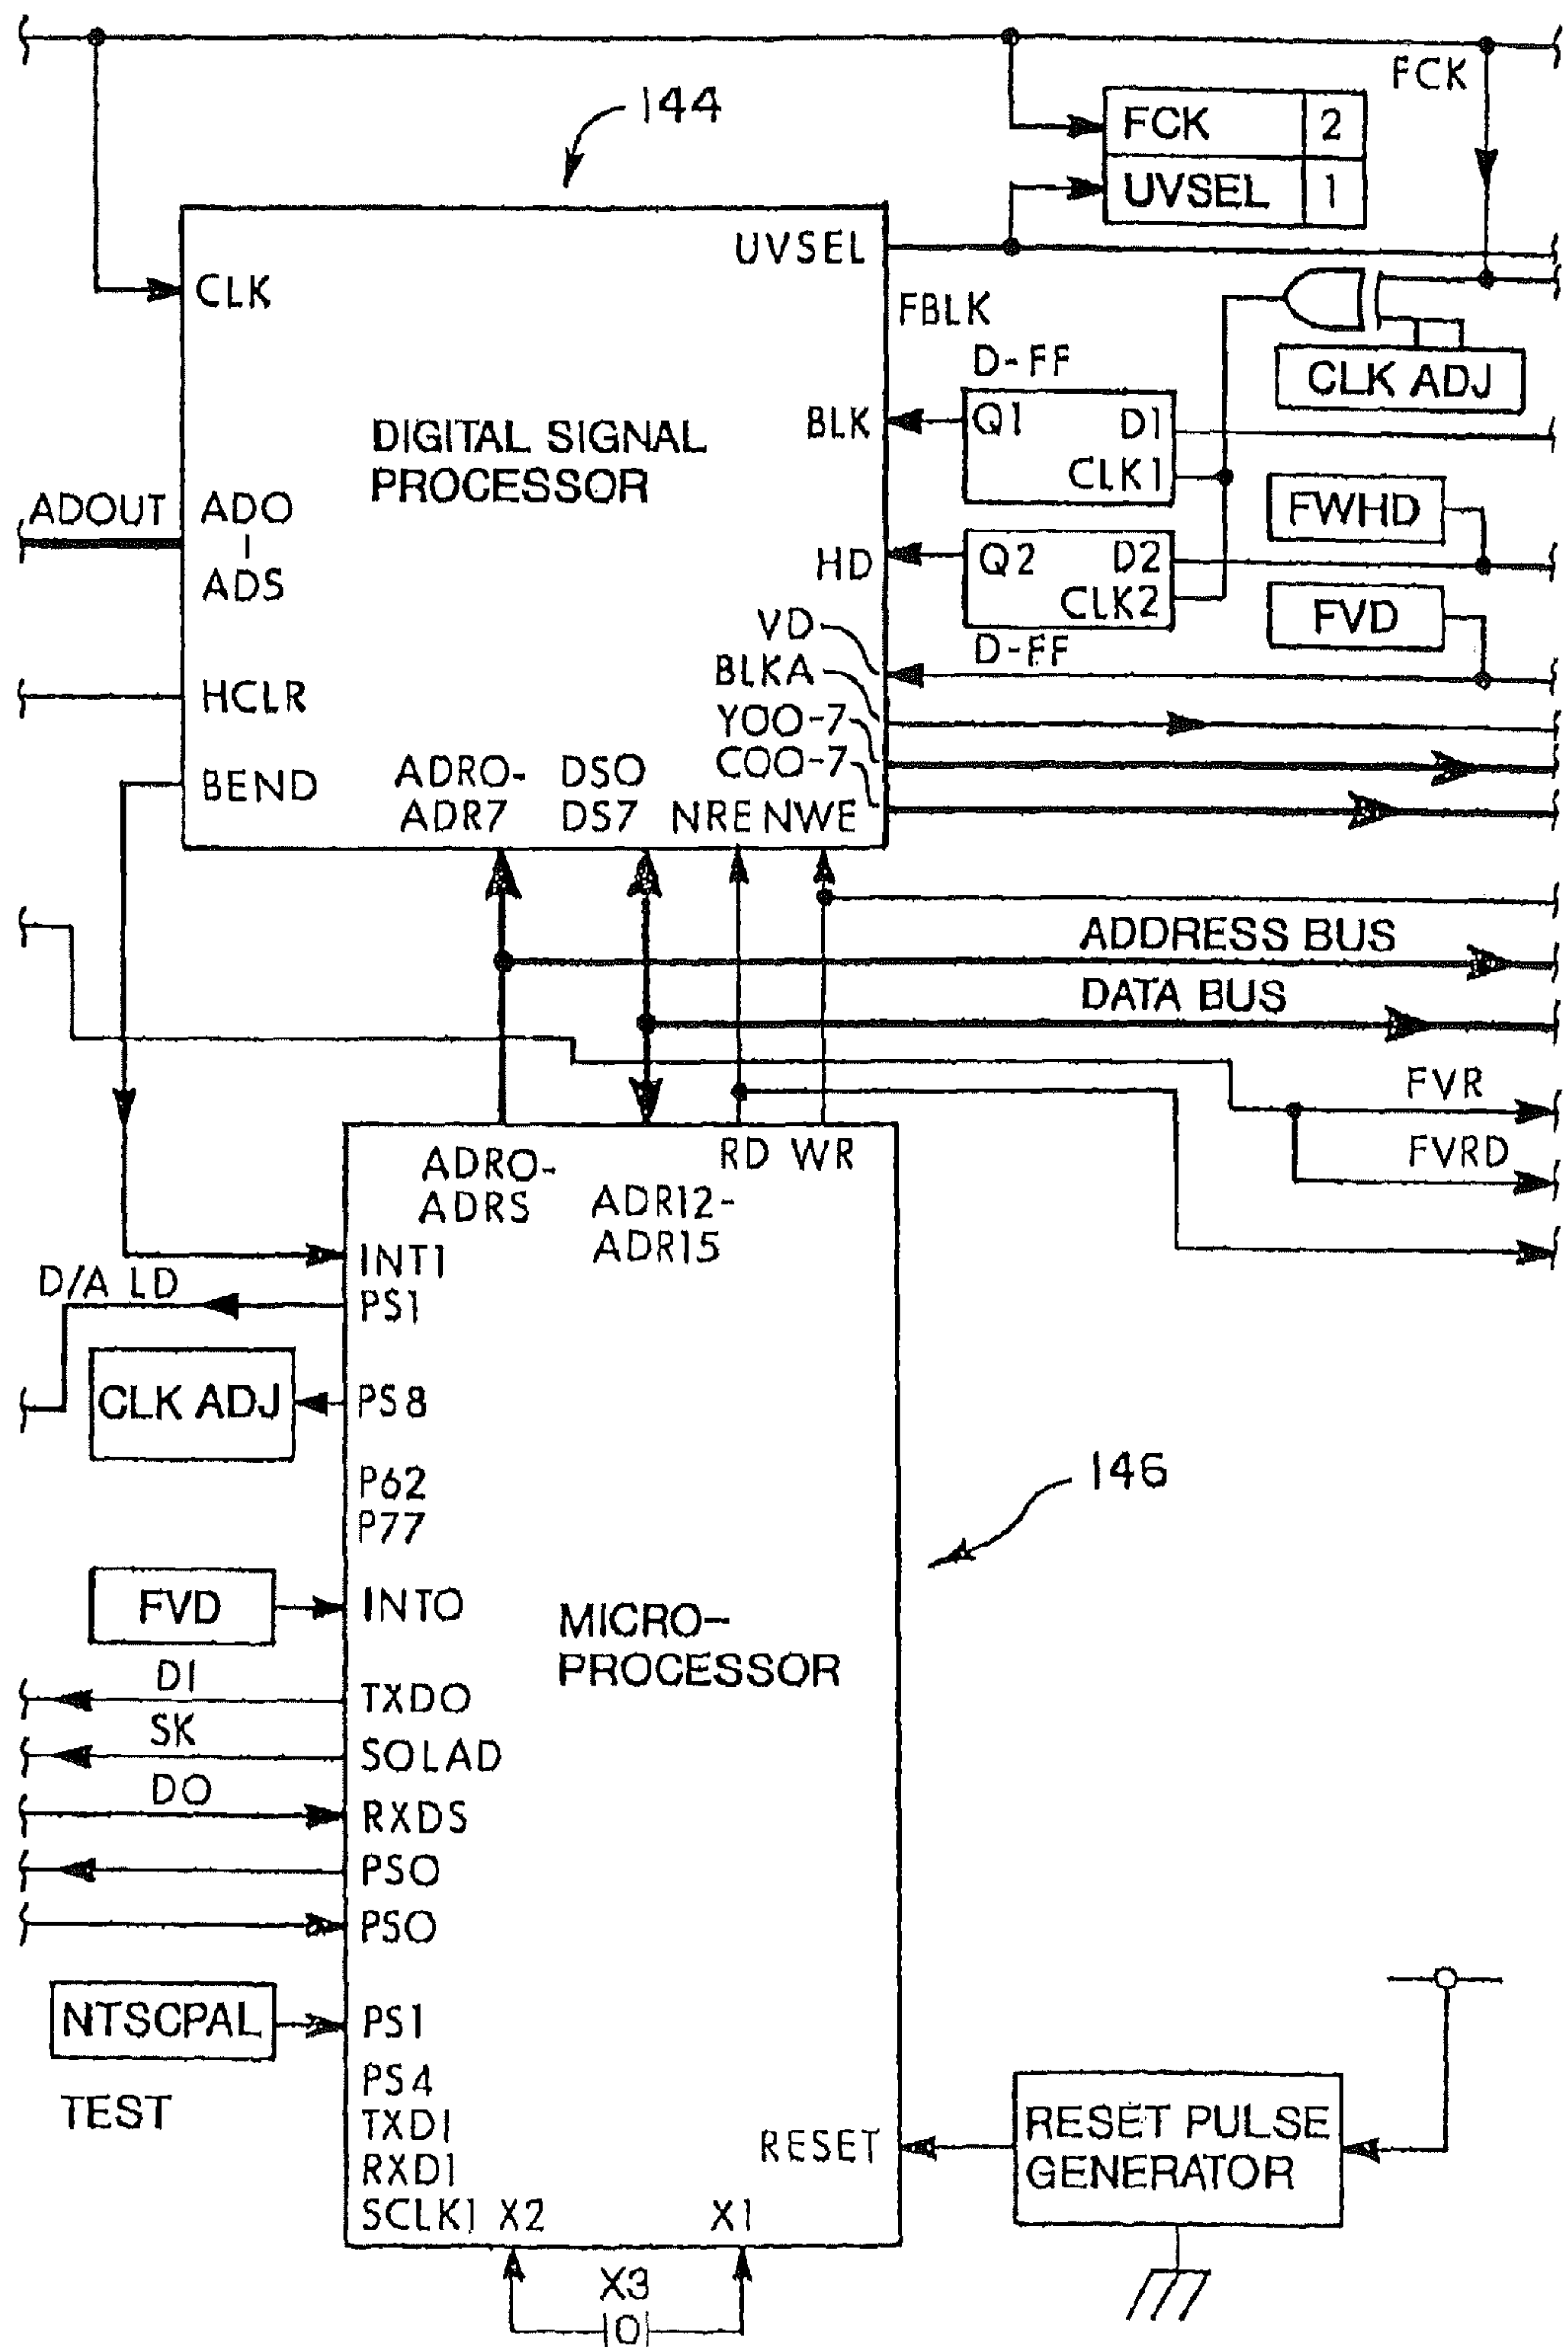 FCK
144
FCK 2
UVSEL 1
UVSEL
CLK
FBLK
D-FF
CLK ADJ
DIGITAL SIGNAL
PROCESSOR
BLK
Q1 D1
CLK1
ADOUT
ADO
ADS
FWHD
HD
Q2 D2
CLK2
FVD
D-FF
VD
BLKA
YOO-7
COO-7
HCLR
BEND
ADRO-
ADR7
DSO
DS7
NRE NWE
ADDRESS BUS
DATA BUS
FVR
FVRD
RD WR
ADRO-
ADRS
ADR12-
ADR15
INT1
D/A LD
PS1
CLK ADJ
PS8
P62
P77
146
FVD
INTO
MICRO-
PROCESSOR
DI
TXDO
SK
SOLAD
DO
RXDS
PSO
PSO
NTSCPAL
PS1
TEST
PS4
TXD1
RXD1
SCLK1 X2 X1
RESET
RESET PULSE
GENERATOR
X3